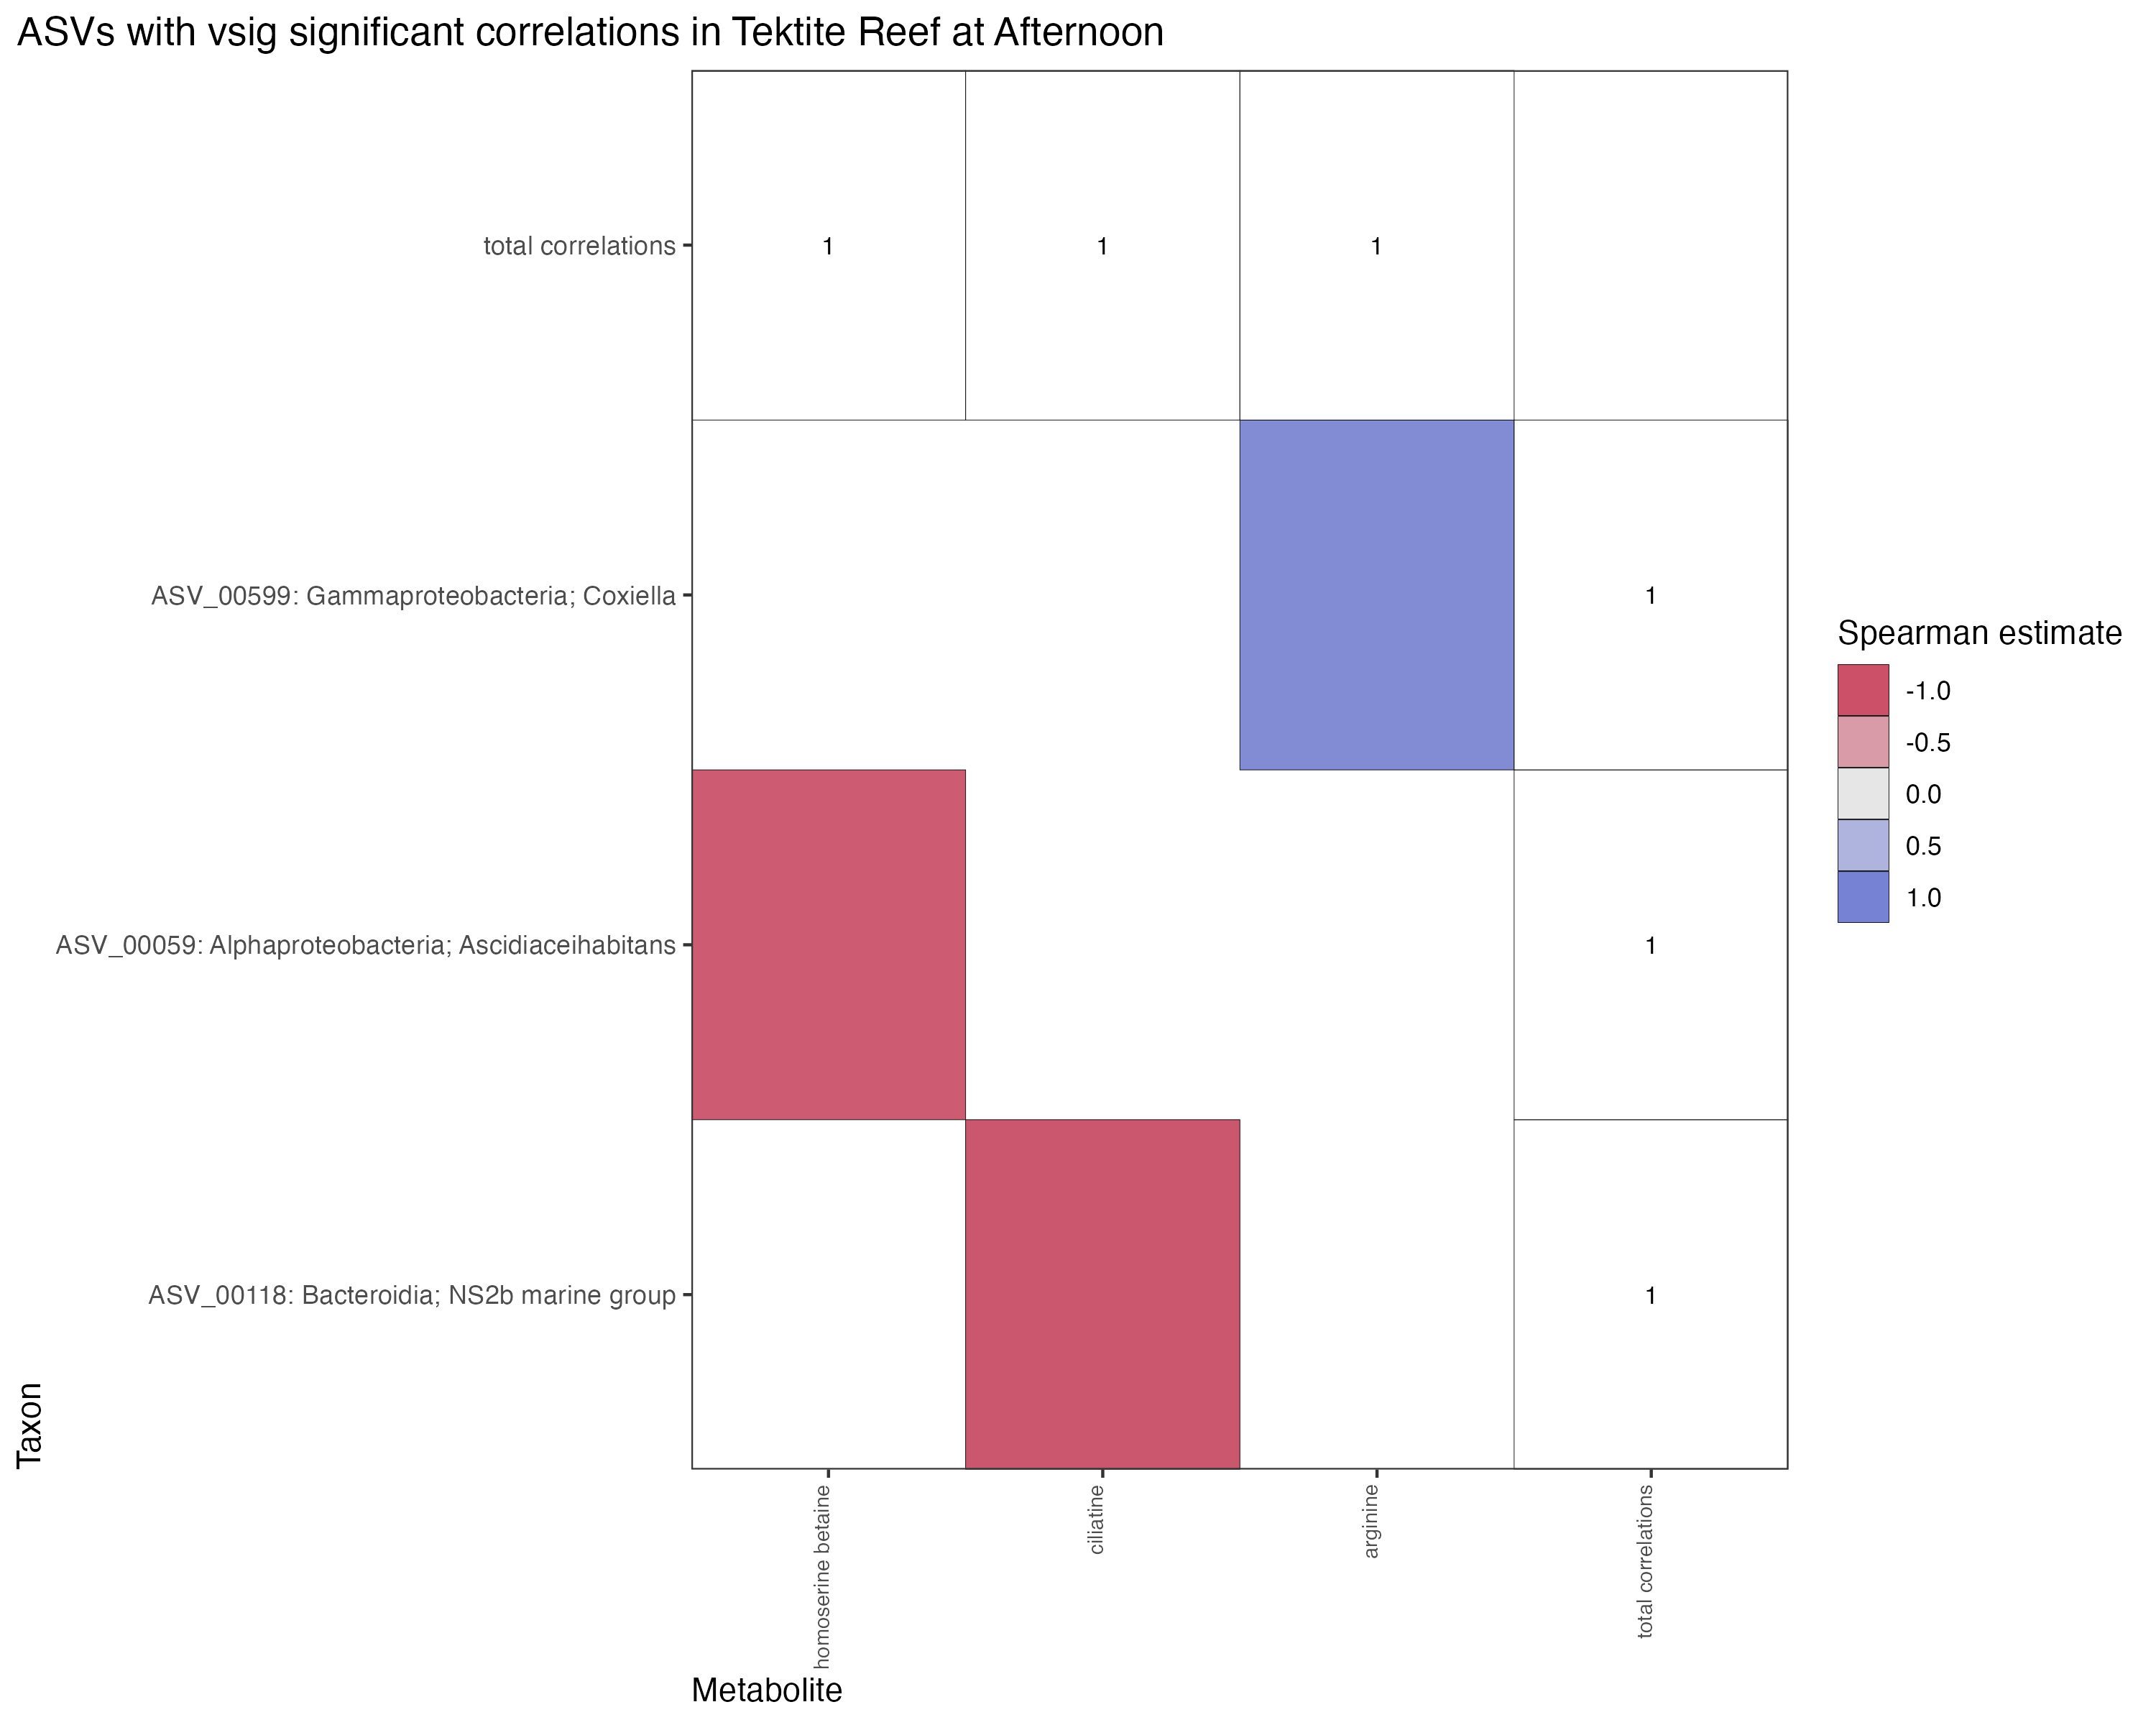 ASVs with vsig significant correlations in Tektite Reef at Afternoon
total correlations
1
1
1
ASV_00599: Gammaproteobacteria; Coxiella
1
ASV_00059: Alphaproteobacteria; Ascidiaceihabitans
1
ASV_00118: Bacteroidia; NS2b marine group
1
Taxon
homoserine betaine
ciliatine
arginine
total correlations
Metabolite
Spearman estimate
-1.0
-0.5
0.0
0.5
1.0